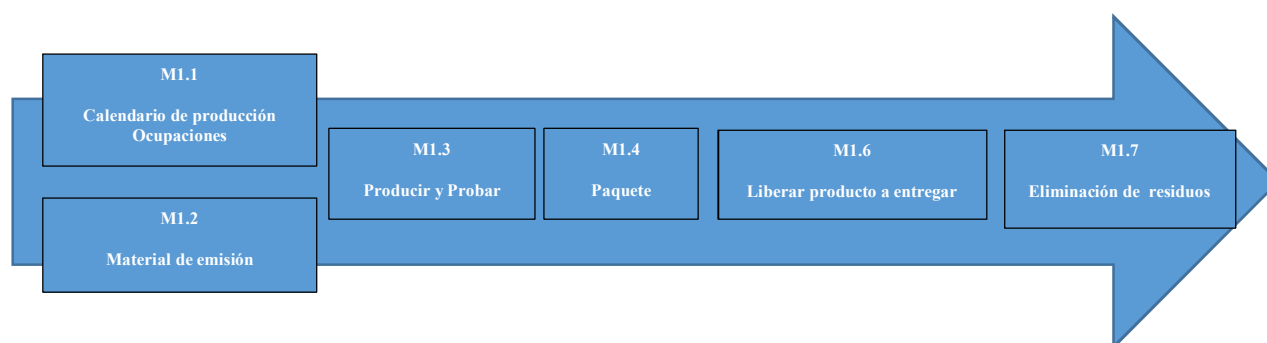 M1.1
Calendario de producción
Ocupaciones
M1.2
Material de emisión
M1.3
Producir y Probar
M1.4
Paquete
M1.6
Liberar producto a entregar
M1.7
Eliminación de  residuos